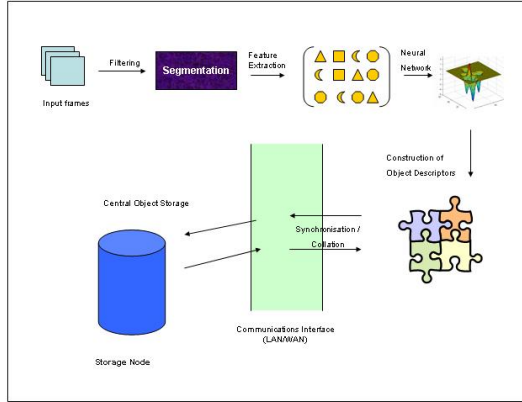 Filtering
Segmentation
Feature
Extraction
Neural
Network
Input frames
Construction of
Object Descriptors
Central Object Storage
Synchronisation /
Collation
Communications Interface
(LAN/WAN)
Storage Node